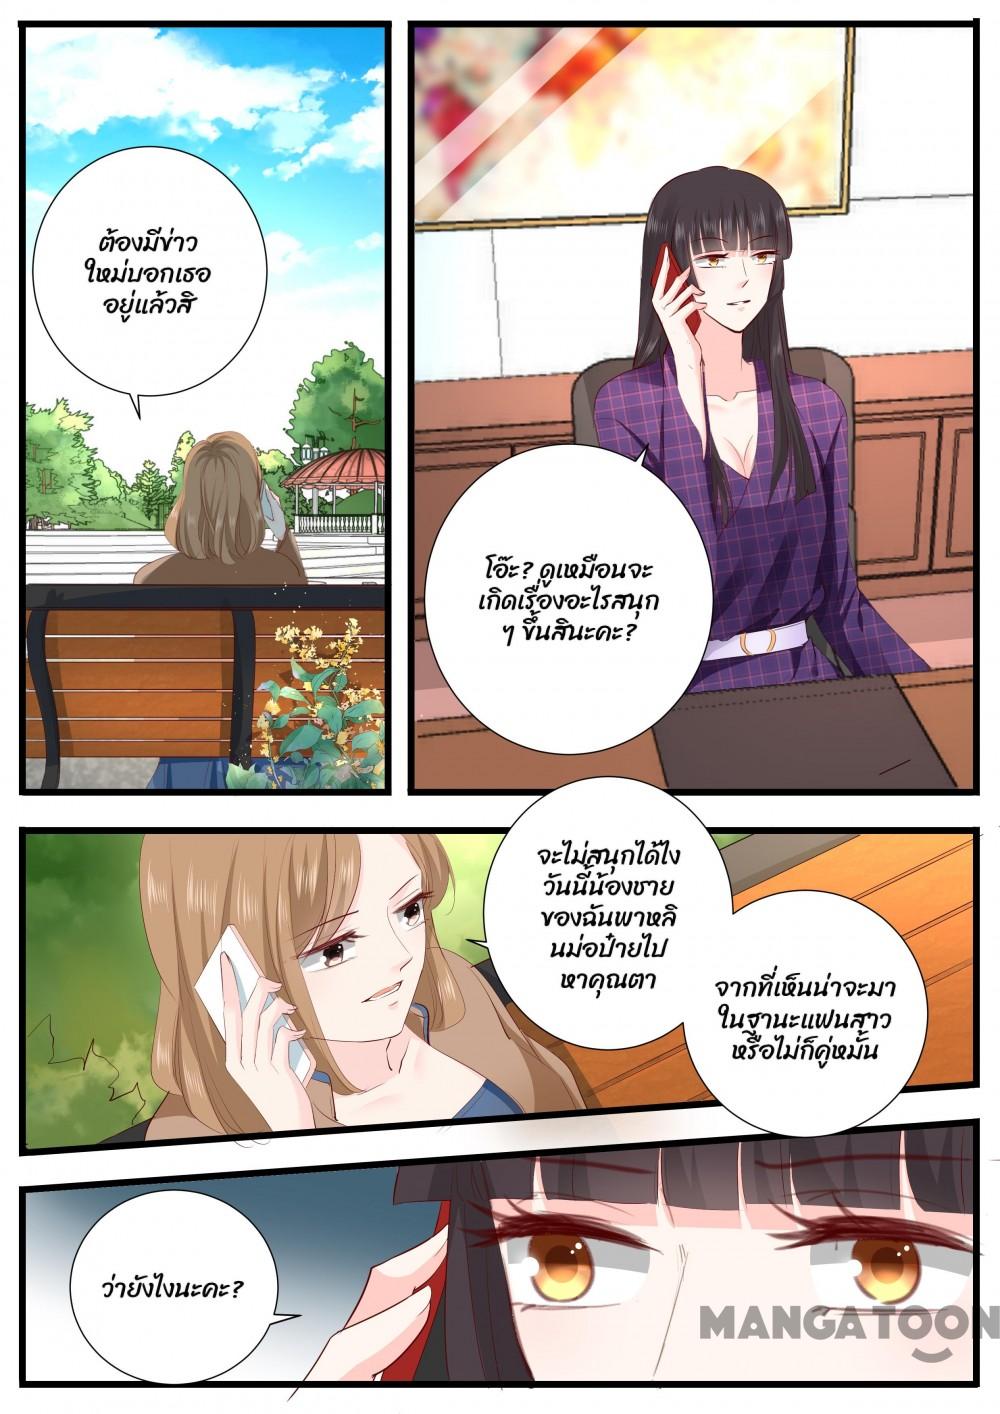 ต้องมีข่าว
ใหม่บอกเธอ
อยู่แล้วสิ
โอ๊ะ? ดูเหมือนจะ
เกิดเรื่องอะไรสนุก
ๆ ขึ้นสินะคะ?
จะไม่สนุกได้ไง
วันนี้น้องชาย
ของฉันพาหลิ
นม่อป๋ายไป
หาคุณตา
จากที่เห็นน่าจะมา
ในฐานะแฟนสาว
หรือไม่ก็คู่หมั้น
ว่ายังไงนะคะ?
MANGATOON